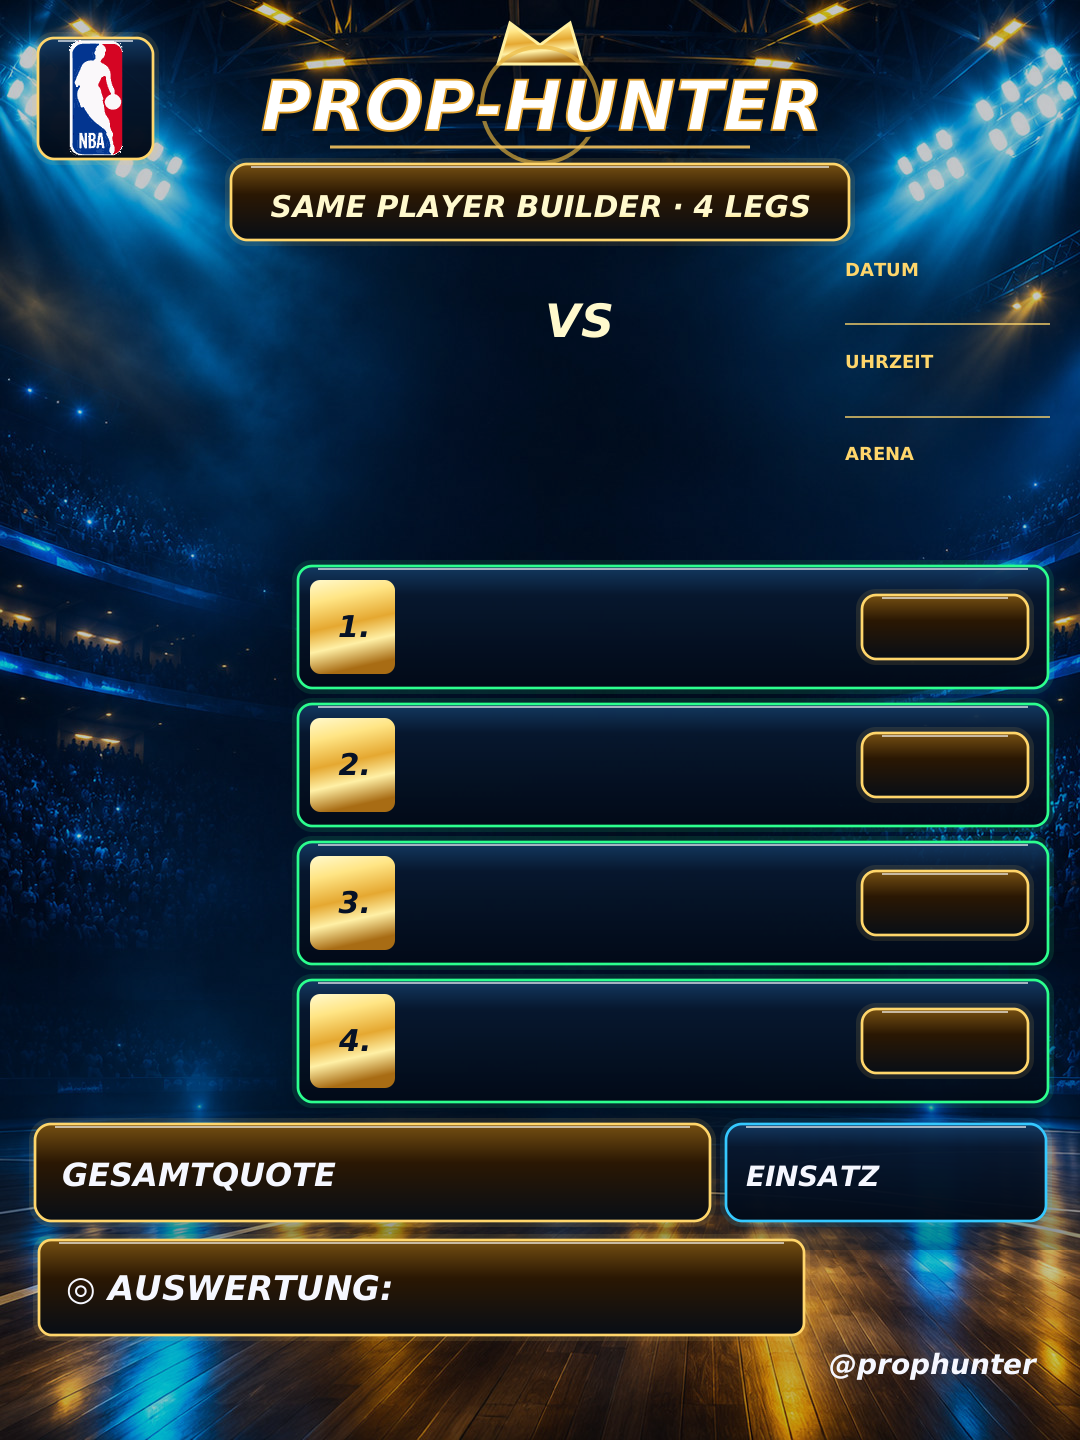 NBA
PROP-HUNTER
SAME PLAYER BUILDER · 4 LEGS
VS
DATUM
UHRZEIT
ARENA
1.
2.
3.
4.
GESAMTQUOTE
EINSATZ
◎ AUSWERTUNG:
@prophunter